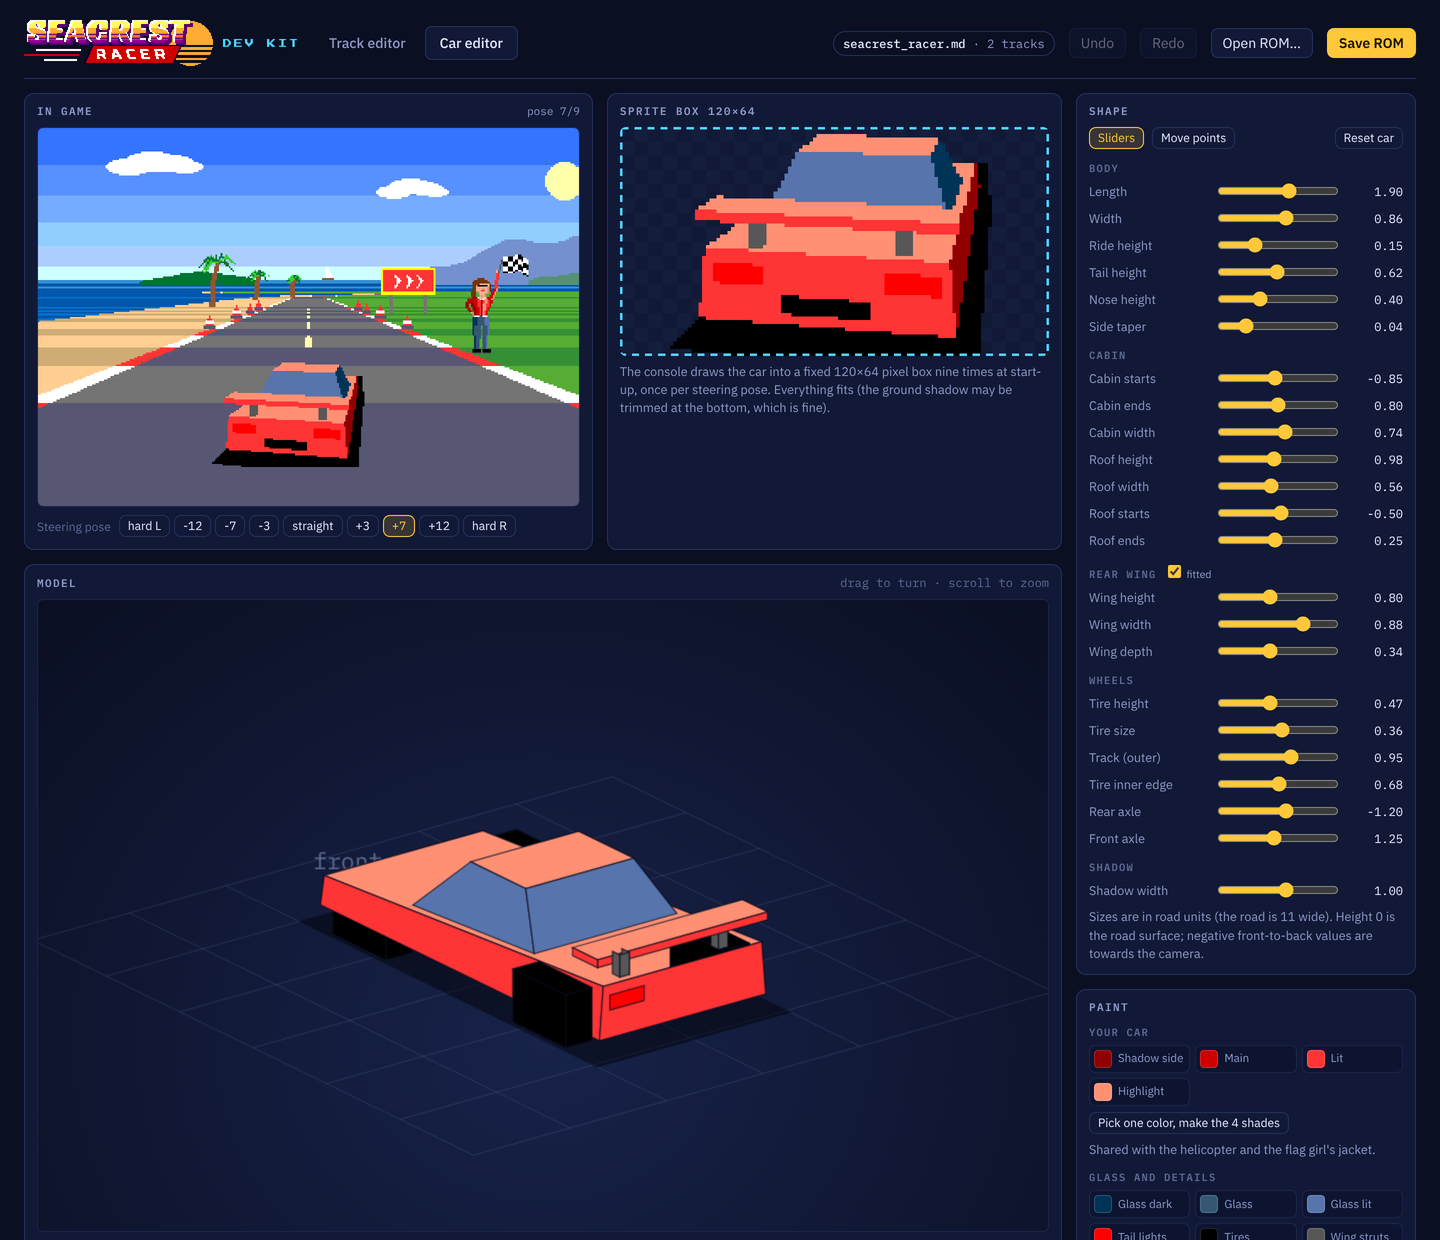 SEACREST
RACER
DEV KIT
Track editor
Car editor
seacrest_racer.md · 2 tracks
Undo
Redo
Open ROM...
Save ROM
IN GAME
pose 7/9
Steering pose
hard L
-12
-7
-3
straight
+3
+7
+12
hard R
SPRITE BOX 120×64
The console draws the car into a fixed 120×64 pixel box nine times at start-
up, once per steering pose. Everything fits (the ground shadow may be
trimmed at the bottom, which is fine).
MODEL
drag to turn · scroll to zoom
front
SHAPE
Sliders
Move points
Reset car
BODY
Length 1.90
Width 0.86
Ride height 0.15
Tail height 0.62
Nose height 0.40
Side taper 0.04
CABIN
Cabin starts -0.85
Cabin ends 0.80
Cabin width 0.74
Roof height 0.98
Roof width 0.56
Roof starts -0.50
Roof ends 0.25
REAR WING fitted
Wing height 0.80
Wing width 0.88
Wing depth 0.34
WHEELS
Tire height 0.47
Tire size 0.36
Track (outer) 0.95
Tire inner edge 0.68
Rear axle -1.20
Front axle 1.25
SHADOW
Shadow width 1.00
Sizes are in road units (the road is 11 wide). Height 0 is
the road surface; negative front-to-back values are
towards the camera.
PAINT
YOUR CAR
Shadow side
Main
Lit
Highlight
Pick one color, make the 4 shades
Shared with the helicopter and the flag girl's jacket.
GLASS AND DETAILS
Glass dark
Glass
Glass lit
Tail lights
Tires
Wing struts